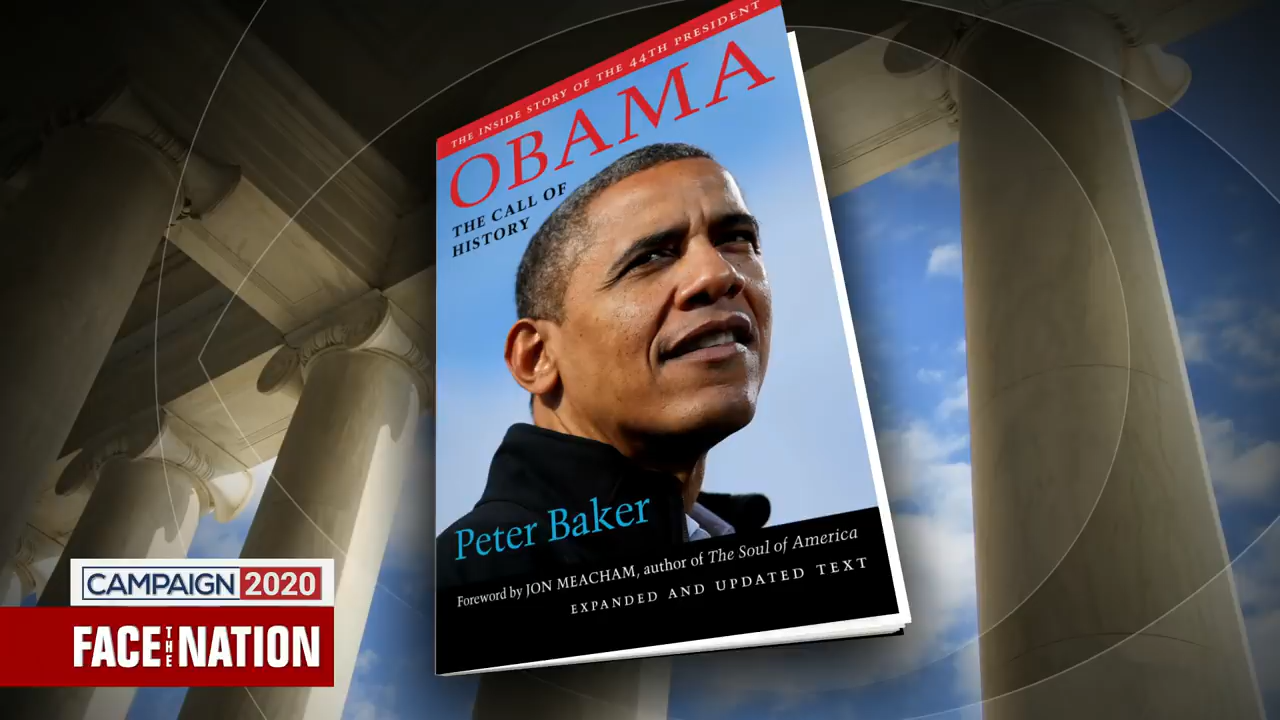 THE INSIDE STORY OF THE 44TH PRESIDENT
OBAMA
THE CALL OF
HISTORY
Peter Baker
Foreword by JON MEACHAM, author of The Soul of America
EXPANDED AND UPDATED TEXT
CAMPAIGN 2020
FACE THE NATION